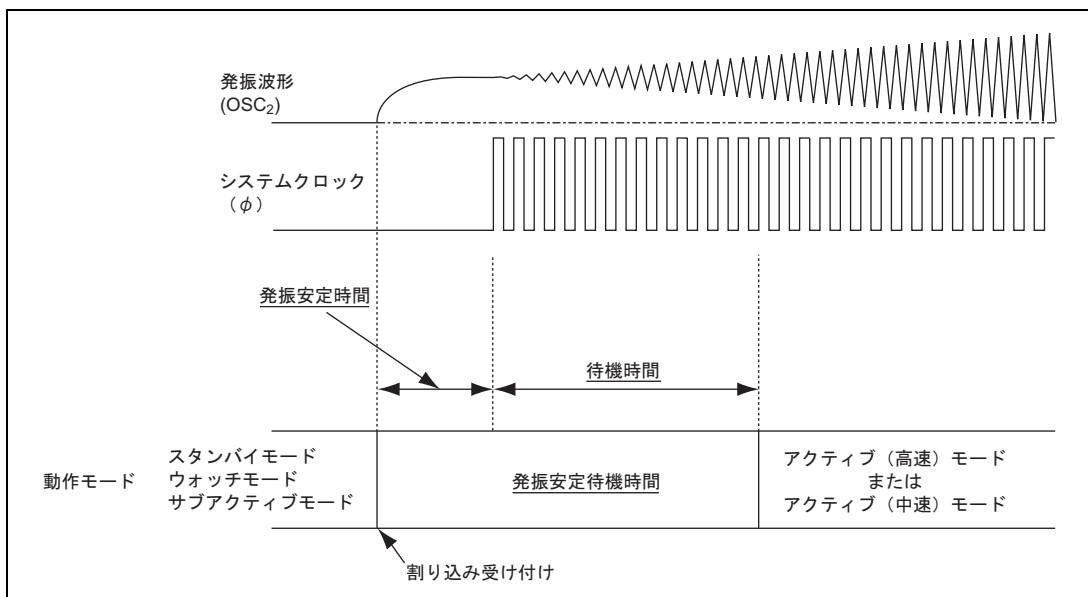 発振波形
(OSC2)
システムクロック
（φ）
発振安定時間
待機時間
動作モード
スタンバイモード
ウォッチモード
サブアクティブモード
発振安定待機時間
アクティブ（高速）モード
または
アクティブ（中速）モード
割り込み受け付け